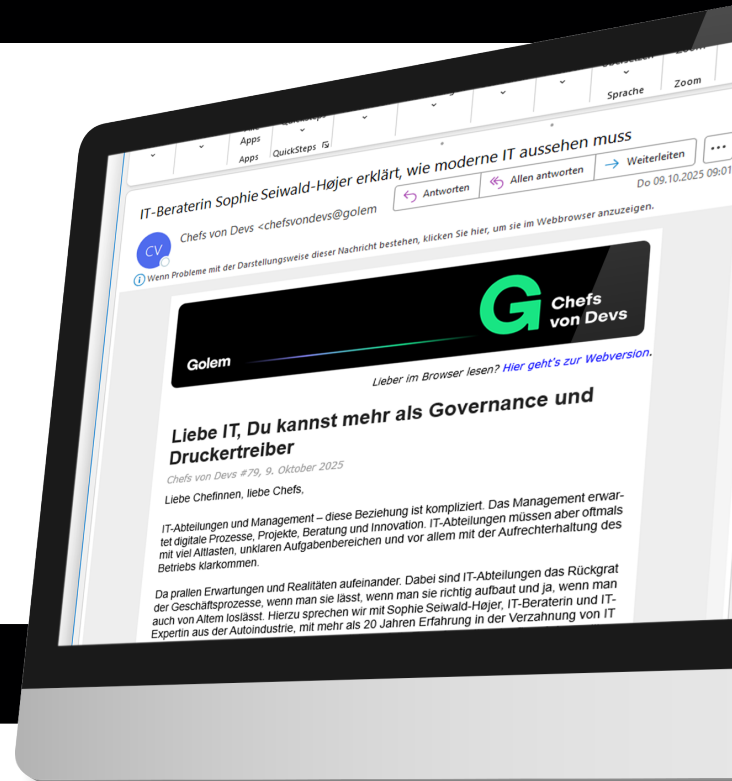 Apps
Apps
QuickSteps
Sprache
Zoom
IT-Beraterin Sophie Seiwald-Højer erklärt, wie moderne IT aussehen muss
CV
Chefs von Devs <chefsvondevs@golem
Antworten
Allen antworten
Weiterleiten
...
Do 09.10.2025 09:01
Wenn Probleme mit der Darstellungsweise dieser Nachricht bestehen, klicken Sie hier, um sie im Webbrowser anzuzeigen.
Golem
G
Chefs
von Devs
Lieber im Browser lesen? Hier geht's zur Webversion.
Liebe IT, Du kannst mehr als Governance und
Druckertreiber
Chefs von Devs #79, 9. Oktober 2025
Liebe Chefinnen, liebe Chefs,
IT-Abteilungen und Management – diese Beziehung ist kompliziert. Das Management erwar-
tet digitale Prozesse, Projekte, Beratung und Innovation. IT-Abteilungen müssen aber oftmals
mit viel Altlasten, unklaren Aufgabenbereichen und vor allem mit der Aufrechterhaltung des
Betriebs klarkommen.
Da prallen Erwartungen und Realitäten aufeinander. Dabei sind IT-Abteilungen das Rückgrat
der Geschäftsprozesse, wenn man sie lässt, wenn man sie richtig aufbaut und ja, wenn man
auch von Altem loslässt. Hierzu sprechen wir mit Sophie Seiwald-Højer, IT-Beraterin und IT-
Expertin aus der Autoindustrie, mit mehr als 20 Jahren Erfahrung in der Verzahnung von IT